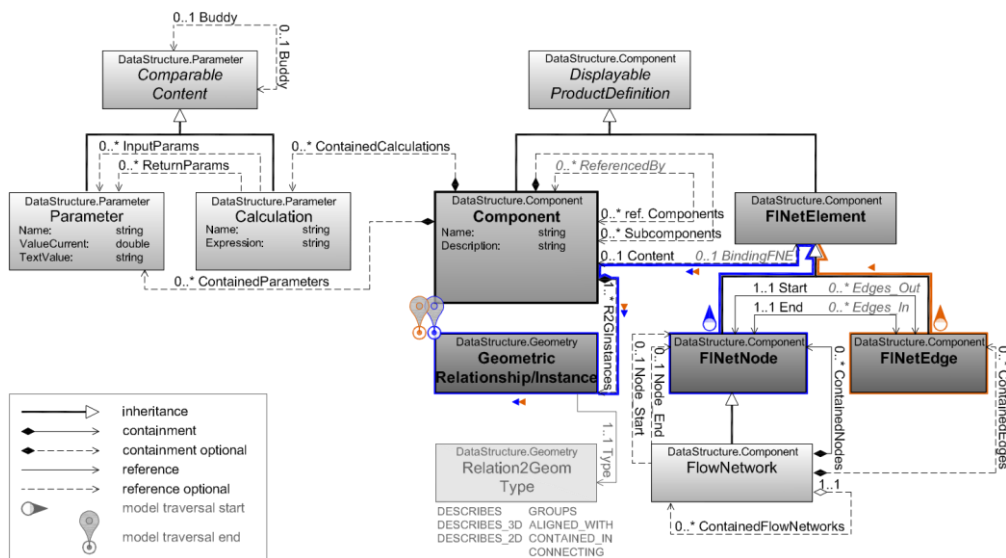 0..1 Buddy
0..1 Buddy
DataStructure.Parameter
Comparable
Content
DataStructure.Component
Displayable
ProductDefinition
0..* InputParams
0..* ReturnParams
0..* ContainedCalculations
0..* ReferencedBy
DataStructure.Parameter
Parameter
Name: string
ValueCurrent: double
TextValue: string
DataStructure.Parameter
Calculation
Name: string
Expression: string
DataStructure.Component
Component
Name: string
Description: string
0..* ref. Components
0..* Subcomponents
0..1 Content
0..1 BindingFNE
DataStructure.Component
FlNetElement
0..* ContainedParameters
1..* R2GInstances
1..1 Start
0..* Edges_Out
1..1 End
0..* Edges_In
DataStructure.Geometry
Geometric
Relationship/Instance
0..1 Node_Start
0..1 Node_End
DataStructure.Component
FlNetNode
DataStructure.Component
FlNetEdge
0..* ContainedNodes
0..* ContainedEdges
1..1 Type
DataStructure.Geometry
Relation2Geom
Type
DESCRIBES GROUPS
DESCRIBES_3D ALIGNED_WITH
DESCRIBES_2D CONTAINED_IN
CONNECTING
DataStructure.Component
FlowNetwork
1..1
0..* ContainedFlowNetworks
inheritance
containment
containment optional
reference
reference optional
model traversal start
model traversal end